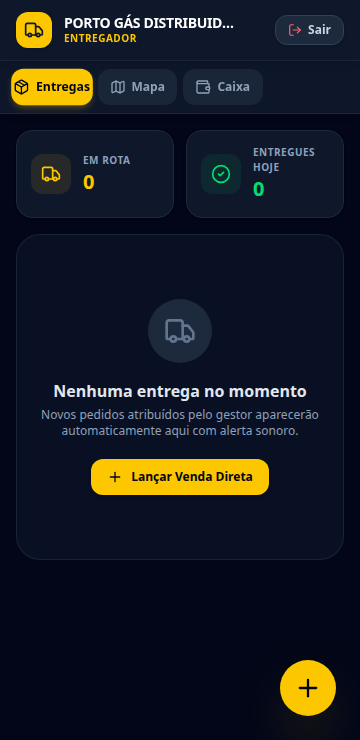 PORTO GÁS DISTRIBUID...
ENTREGADOR
Sair
Entregas
Mapa
Caixa
EM ROTA
0
ENTREGUES
HOJE
0
Nenhuma entrega no momento
Novos pedidos atribuídos pelo gestor aparecerão
automaticamente aqui com alerta sonoro.
Lançar Venda Direta